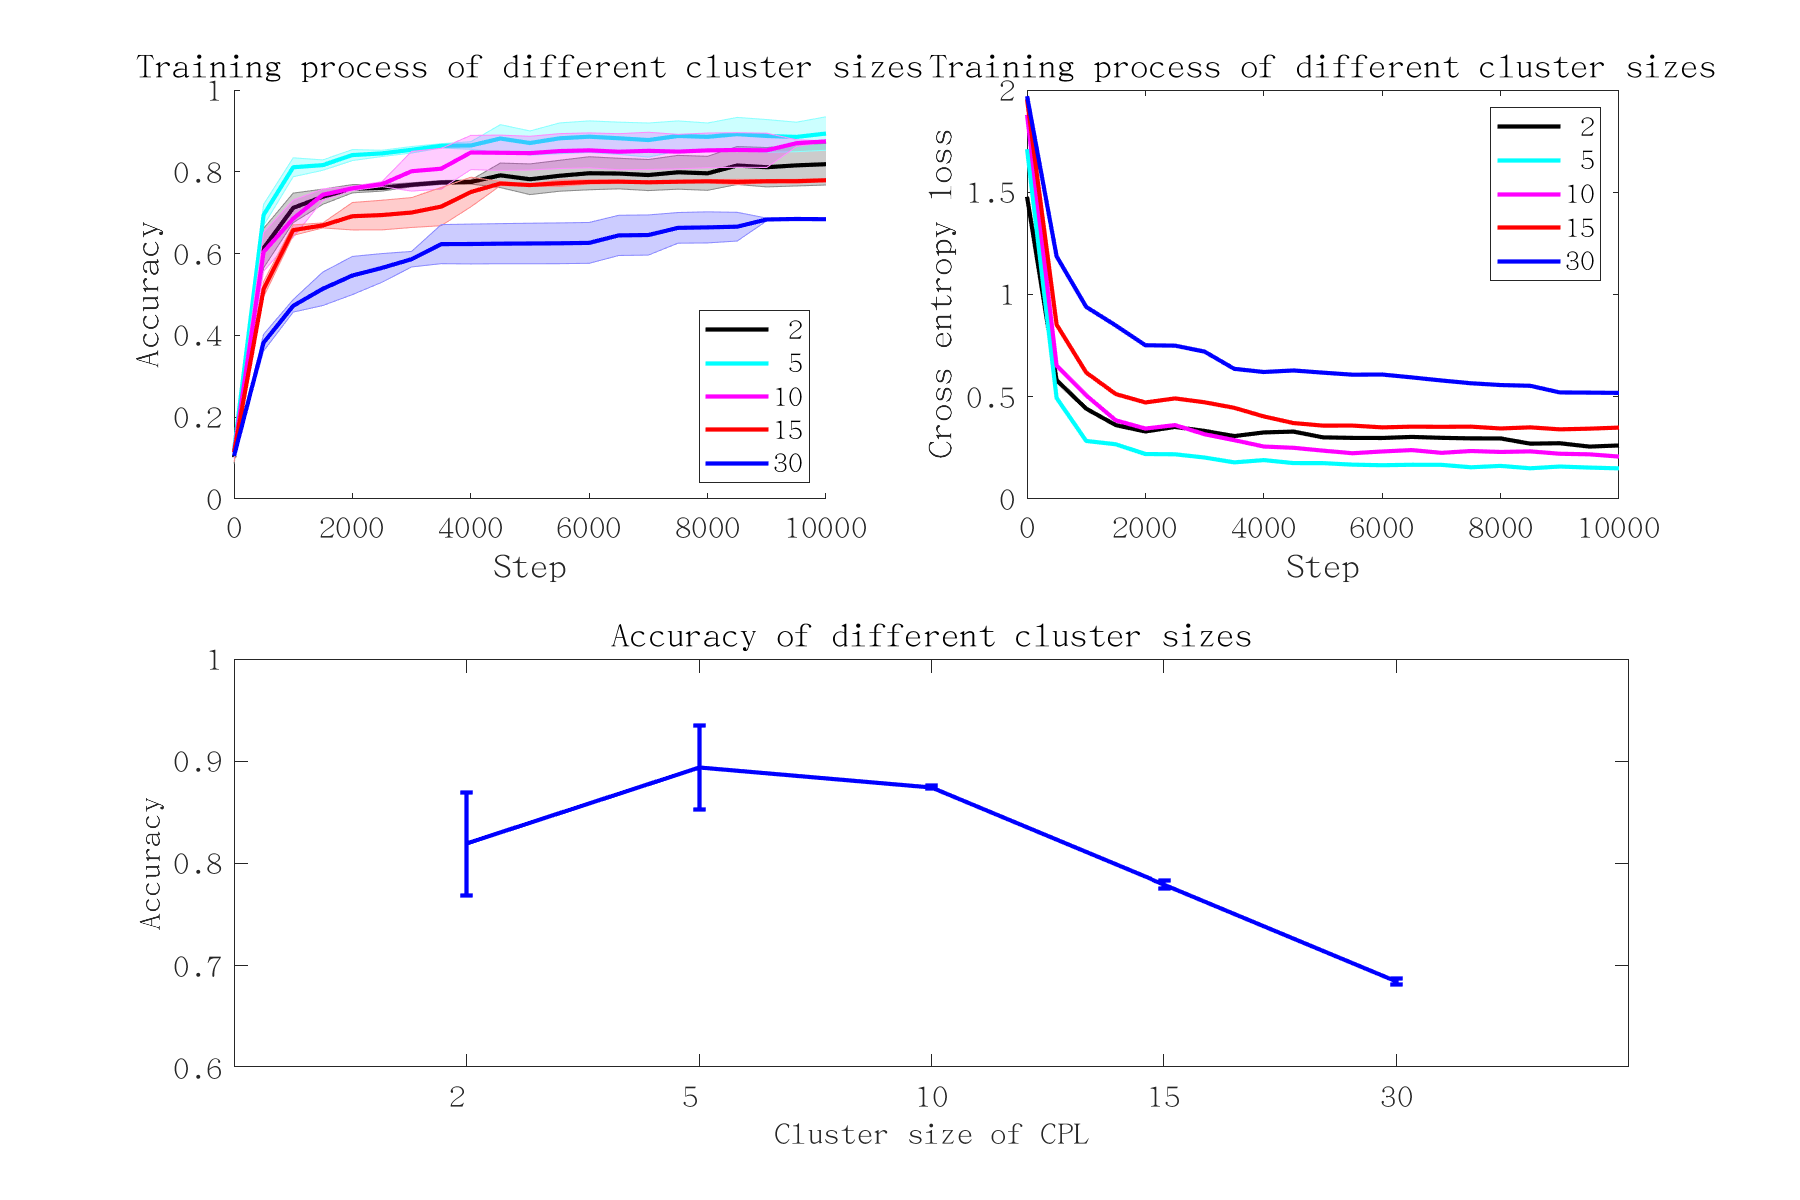 Training process of different cluster sizes
1
0.8
0.6
0.4
0.2
0
Accuracy
0 2000 4000 6000 8000 10000
Step
2
5
10
15
30
Training process of different cluster sizes
2
1.5
1
0.5
0
Cross entropy loss
0 2000 4000 6000 8000 10000
Step
2
5
10
15
30
Accuracy of different cluster sizes
1
0.9
0.8
0.7
0.6
Accuracy
2 5 10 15 30
Cluster size of CPL